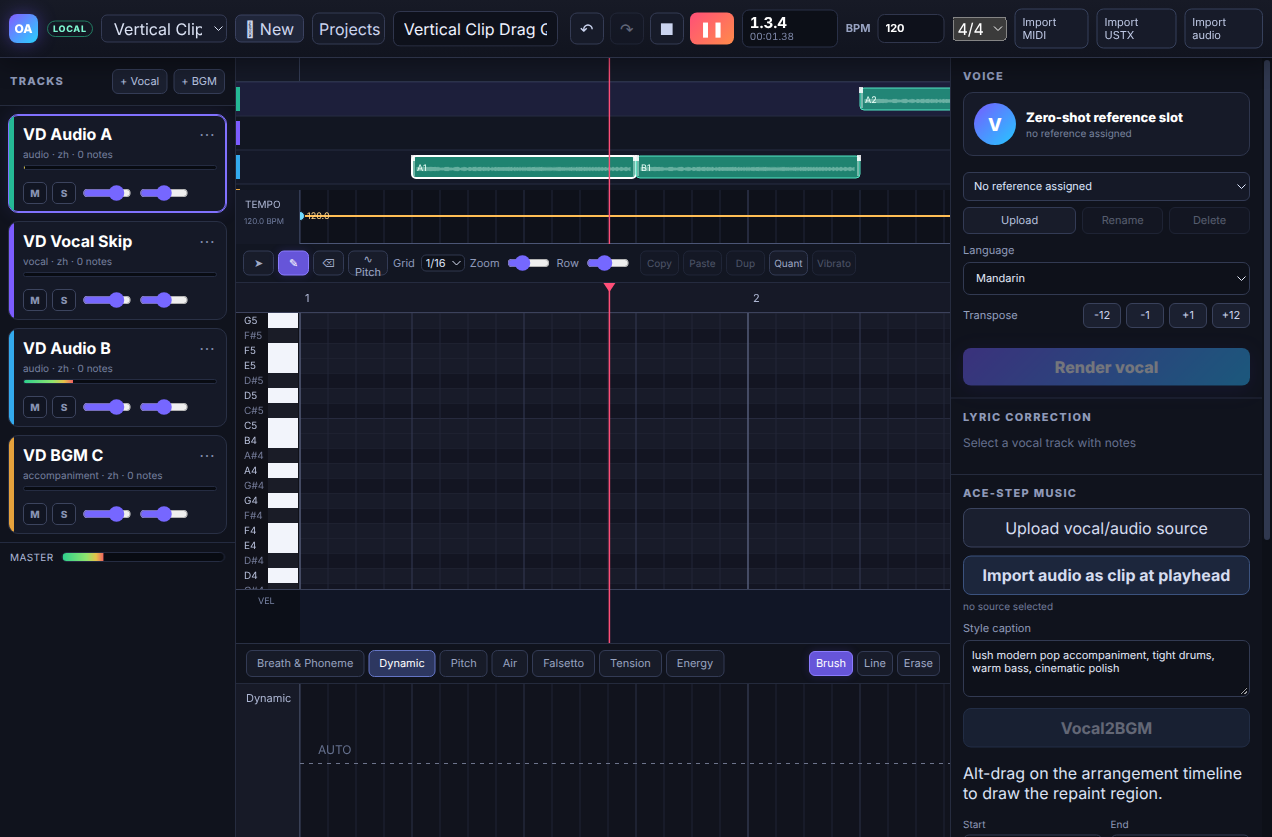 OA
LOCAL
Vertical Clip
New
Projects
Vertical Clip Drag
1.3.4
00:01.38
BPM
120
4/4
Import MIDI
Import USTX
Import audio
TRACKS
+ Vocal
+ BGM
VD Audio A
audio · zh · 0 notes
M
S
VD Vocal Skip
vocal · zh · 0 notes
M
S
VD Audio B
audio · zh · 0 notes
M
S
VD BGM C
accompaniment · zh · 0 notes
M
S
MASTER
A2
A1
B1
TEMPO
120.0 BPM
120.0
Pitch
Grid
1/16
Zoom
Row
Copy
Paste
Dup
Quant
Vibrato
1
2
G5
F#5
F5
E5
D#5
D5
C#5
C5
B4
A#4
A4
G#4
G4
F#4
F4
E4
D#4
D4
VEL
Breath & Phoneme
Dynamic
Pitch
Air
Falsetto
Tension
Energy
Brush
Line
Erase
Dynamic
AUTO
VOICE
V
Zero-shot reference slot
no reference assigned
No reference assigned
Upload
Rename
Delete
Language
Mandarin
Transpose
-12
-1
+1
+12
Render vocal
LYRIC CORRECTION
Select a vocal track with notes
ACE-STEP MUSIC
Upload vocal/audio source
Import audio as clip at playhead
no source selected
Style caption
lush modern pop accompaniment, tight drums,
warm bass, cinematic polish
Vocal2BGM
Alt-drag on the arrangement timeline
to draw the repaint region.
Start
End